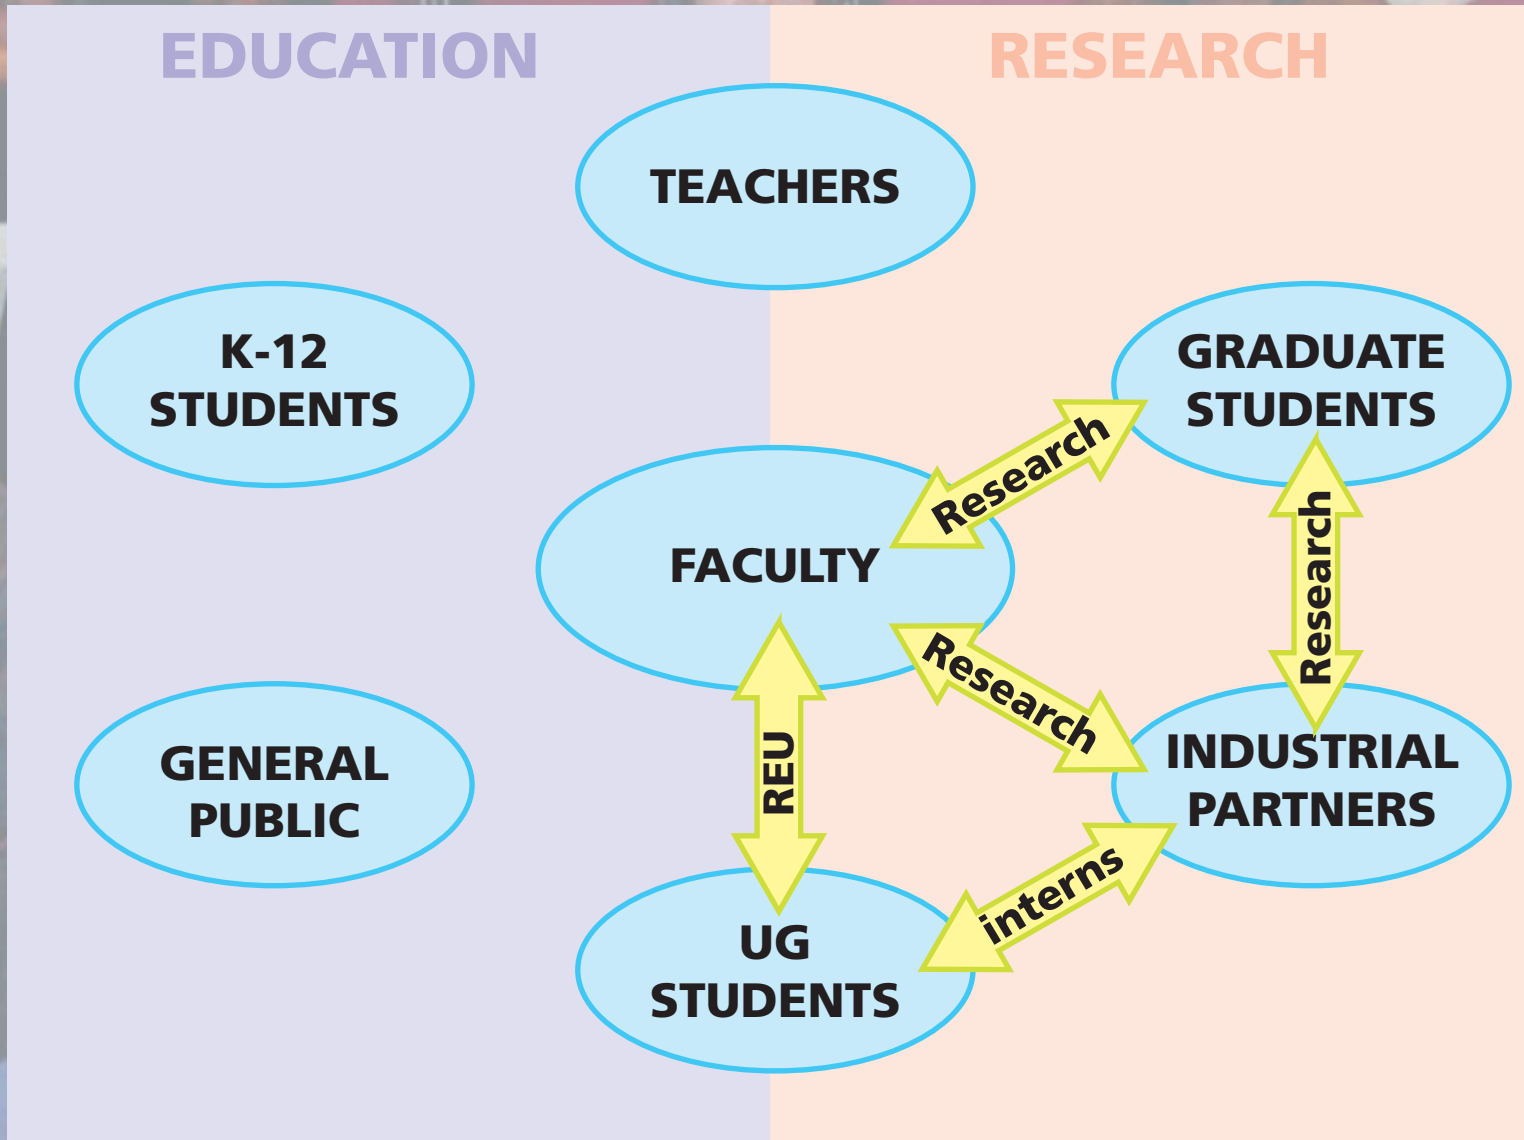 EDUCATION
RESEARCH
TEACHERS
K-12
STUDENTS
GRADUATE
STUDENTS
Research
FACULTY
Research
Research
GENERAL
PUBLIC
REU
INDUSTRIAL
PARTNERS
interns
UG
STUDENTS